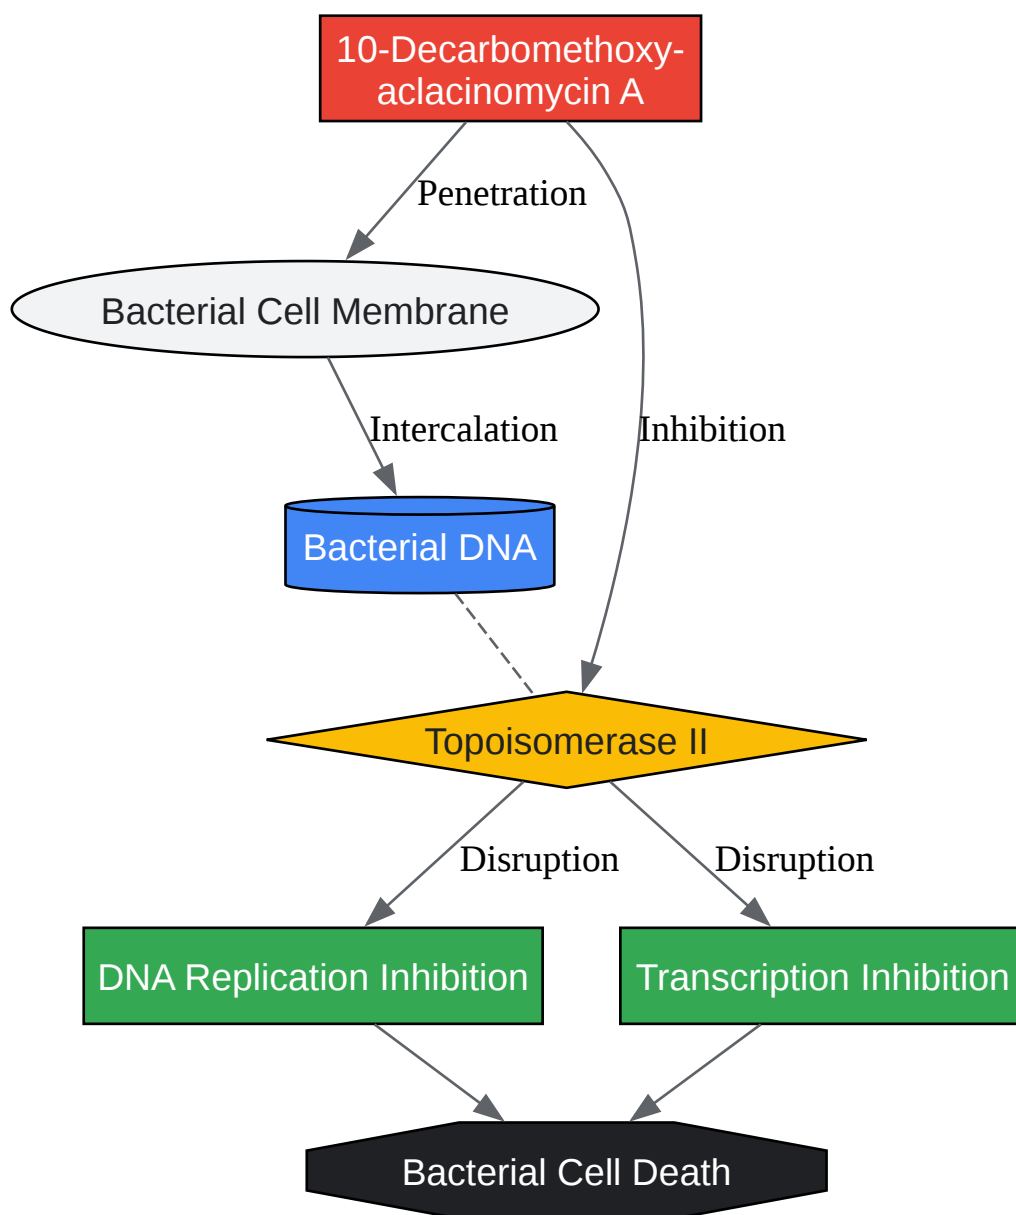 10-Decarbomethoxy-
aclacinomycin A
Penetration
Bacterial Cell Membrane
Intercalation
Inhibition
Bacterial DNA
Topoisomerase II
Disruption
Disruption
DNA Replication Inhibition
Transcription Inhibition
Bacterial Cell Death